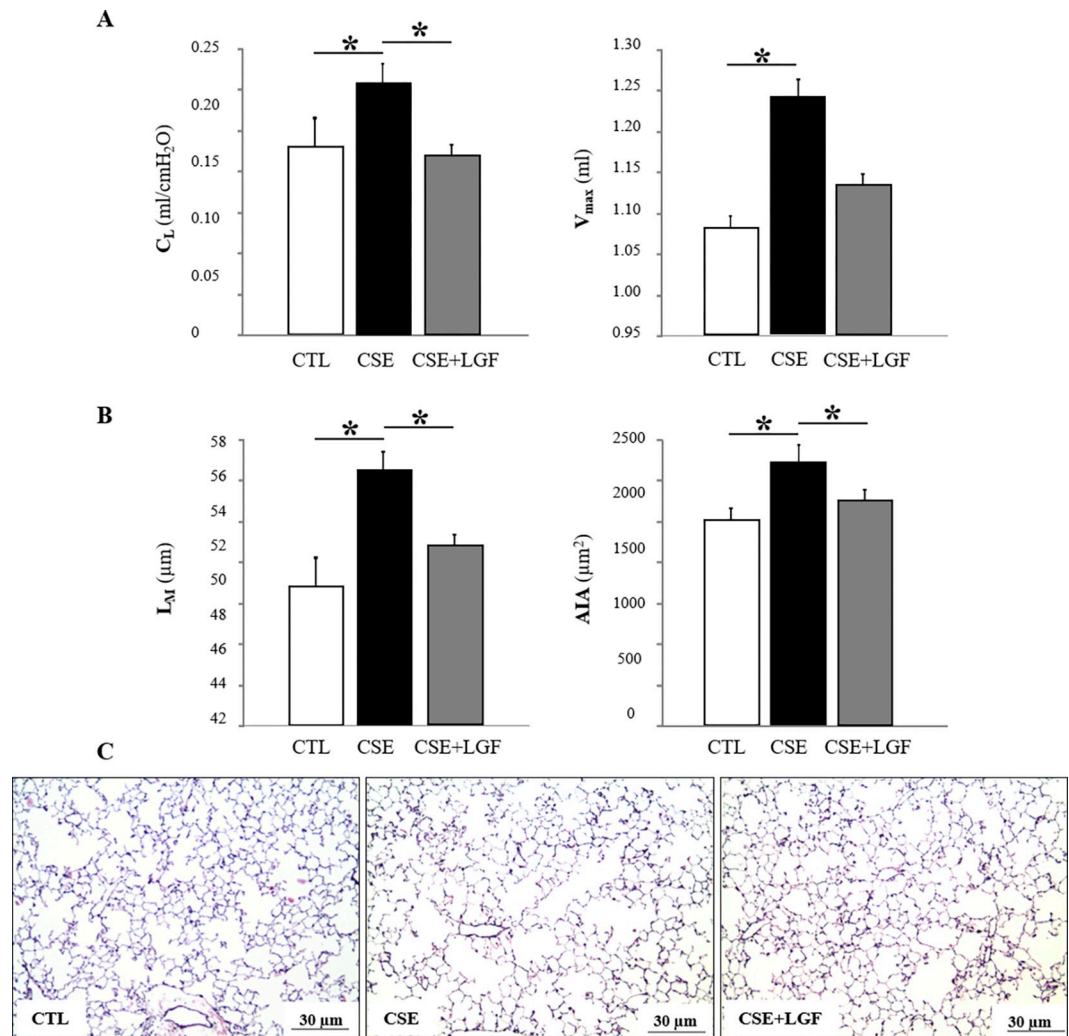 A
* *
0.25
0.20
0.15
0.10
0.05
0
C_L (ml/cmH₂O)
CTL CSE CSE+LGF
*
1.30
1.25
1.20
1.15
1.10
1.05
1.00
0.95
V_max (ml)
CTL CSE CSE+LGF
B
* *
58
56
54
52
50
48
46
44
42
L_M (µm)
CTL CSE CSE+LGF
* *
2500
2000
1500
1000
500
0
AIA (µm²)
CTL CSE CSE+LGF
C
CTL 30 µm
CSE 30 µm
CSE+LGF 30 µm